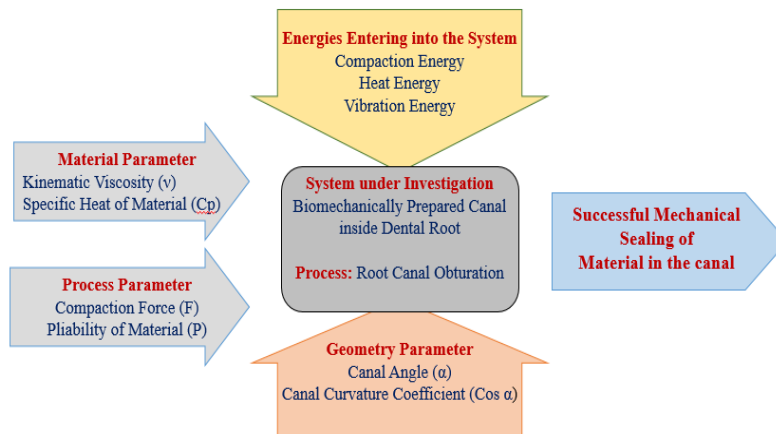 Energies Entering into the System
Compaction Energy
Heat Energy
Vibration Energy
Material Parameter
Kinematic Viscosity (ν)
Specific Heat of Material (Cp)
System under Investigation
Biomechanically Prepared Canal
inside Dental Root
Process: Root Canal Obturation
Successful Mechanical
Sealing of
Material in the canal
Process Parameter
Compaction Force (F)
Pliability of Material (P)
Geometry Parameter
Canal Angle (α)
Canal Curvature Coefficient (Cos α)